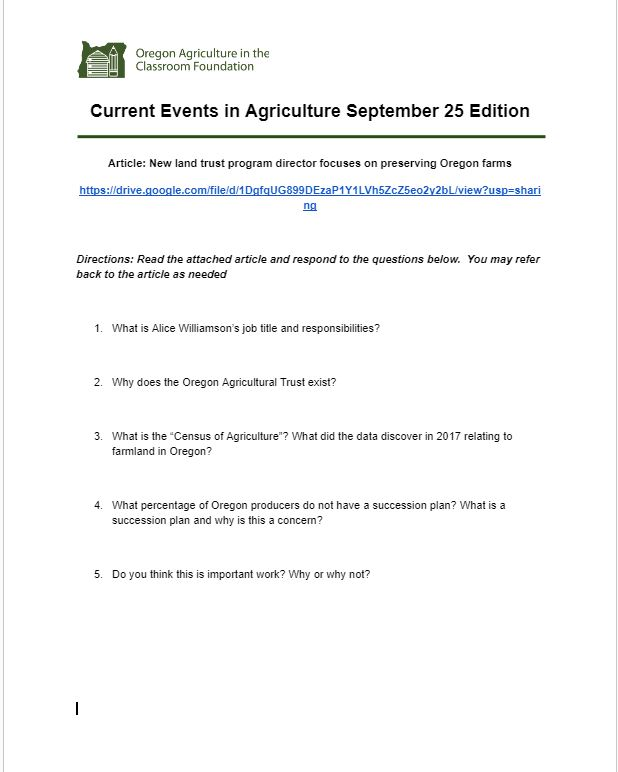 Oregon Agriculture in the
Classroom Foundation
Current Events in Agriculture September 25 Edition
Article: New land trust program director focuses on preserving Oregon farms
https://drive.google.com/file/d/1DgfqUG899DEzaP1Y1LVh5ZcZ5eo2y2bL/view?usp=shari
ng
Directions: Read the attached article and respond to the questions below.  You may refer
back to the article as needed
1. What is Alice Williamson's job title and responsibilities?
2. Why does the Oregon Agricultural Trust exist?
3. What is the “Census of Agriculture”? What did the data discover in 2017 relating to
farmland in Oregon?
4. What percentage of Oregon producers do not have a succession plan? What is a
succession plan and why is this a concern?
5. Do you think this is important work? Why or why not?